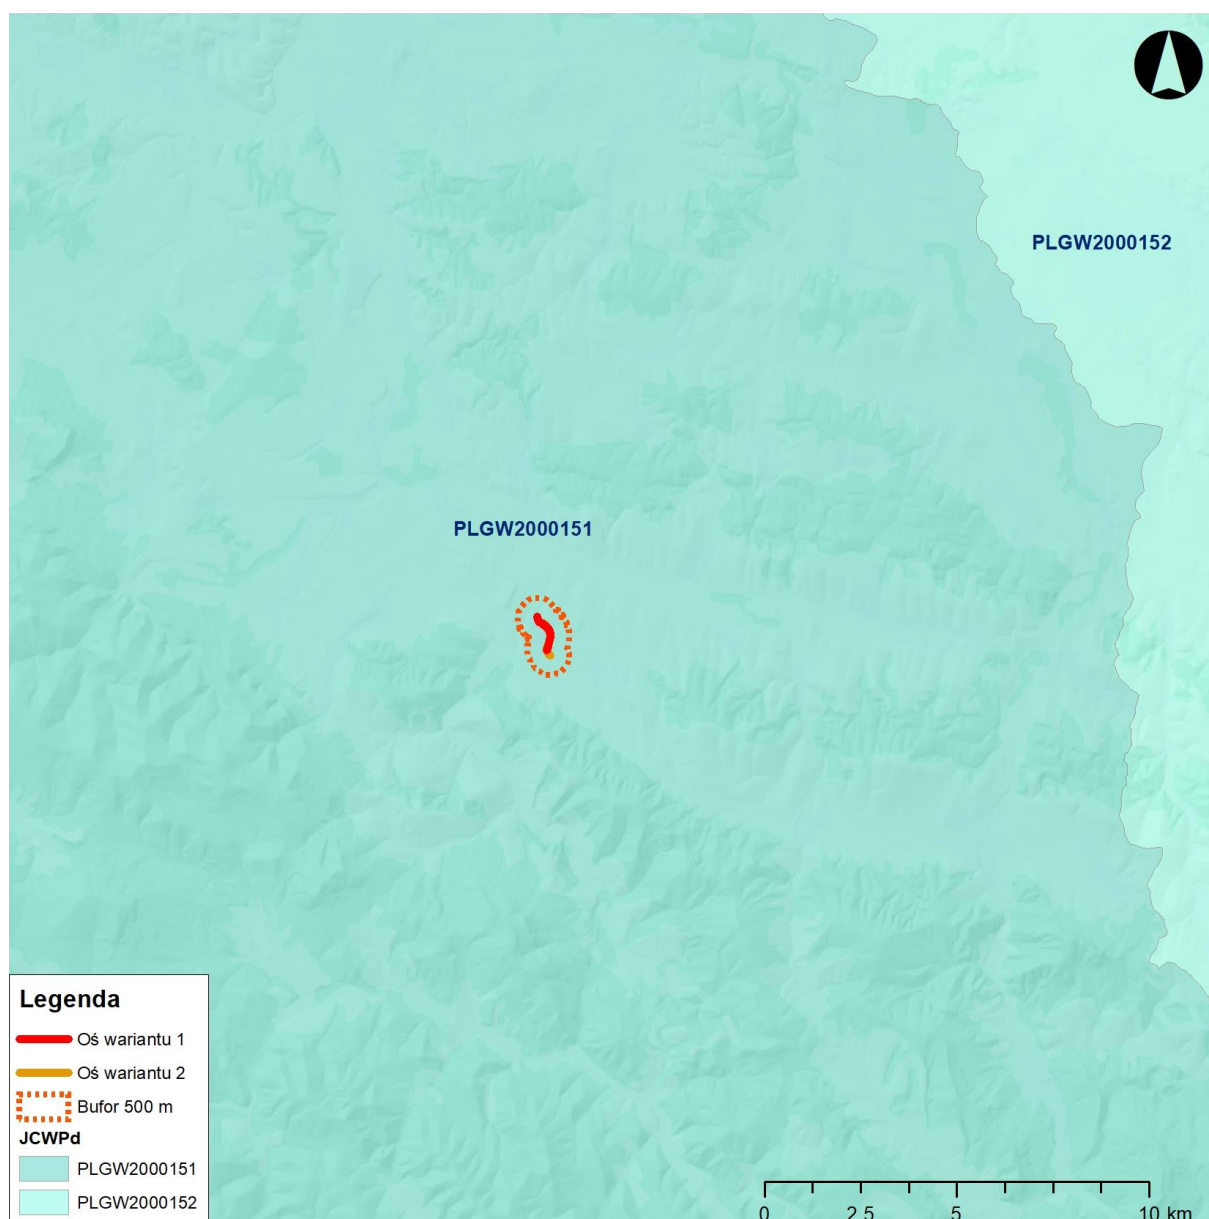 PLGW2000152
PLGW2000151
Legenda
Oś wariantu 1
Oś wariantu 2
Bufor 500 m
JCWPd
PLGW2000151
PLGW2000152
0 2,5 5 10 km